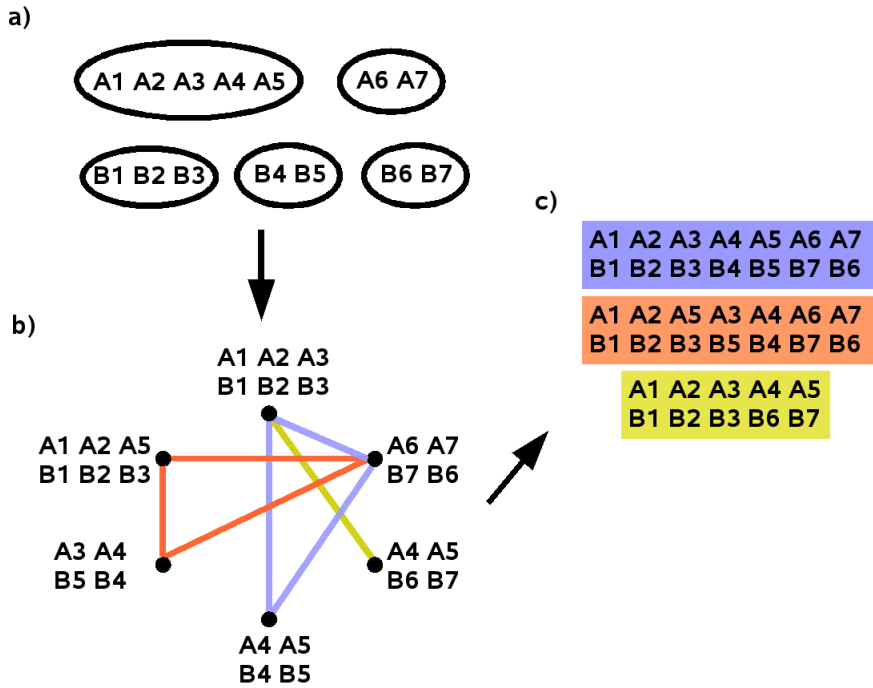 a)
A1 A2 A3 A4 A5
A6 A7
B1 B2 B3
B4 B5
B6 B7
c)
A1 A2 A3 A4 A5 A6 A7
B1 B2 B3 B4 B5 B7 B6
A1 A2 A5 A3 A4 A6 A7
B1 B2 B3 B5 B4 B7 B6
A1 A2 A3 A4 A5
B1 B2 B3 B6 B7
b)
A1 A2 A3
B1 B2 B3
A1 A2 A5
B1 B2 B3
A6 A7
B7 B6
A3 A4
B5 B4
A4 A5
B6 B7
A4 A5
B4 B5